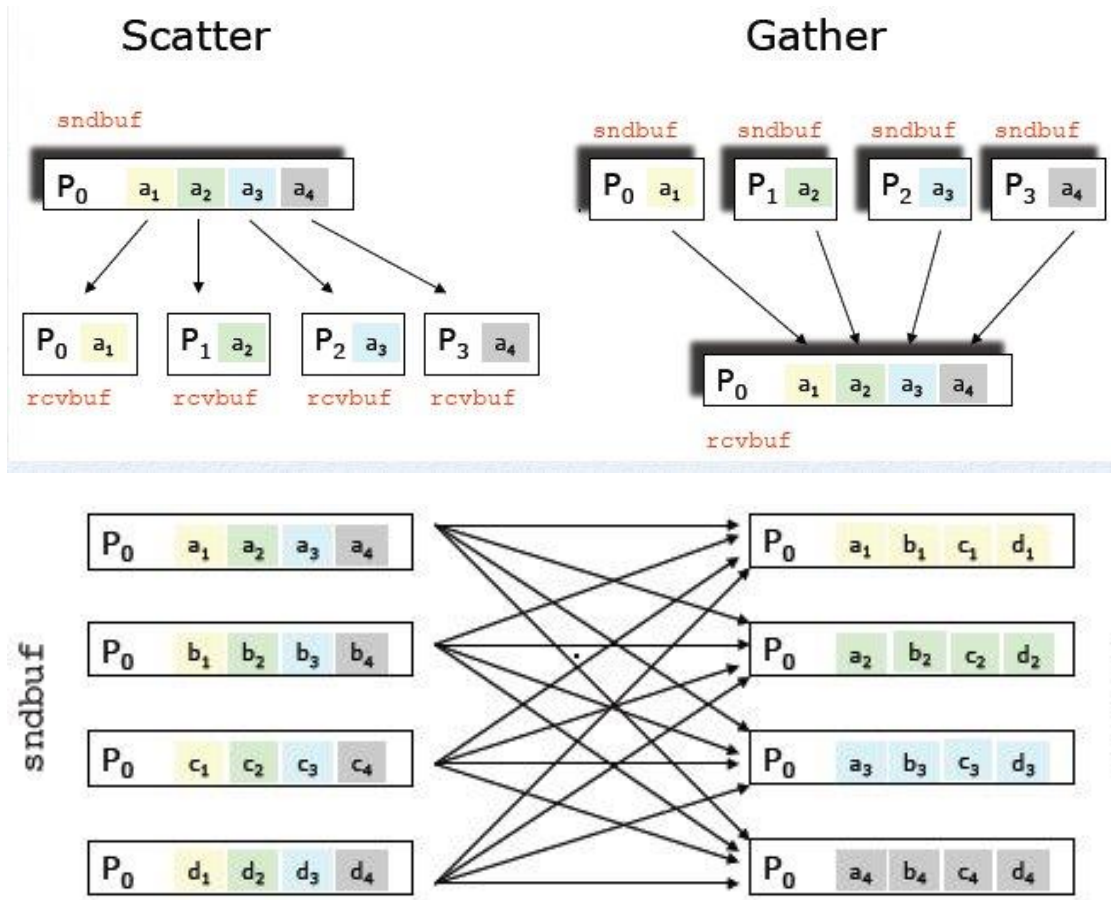 Scatter Gather
sndbuf
sndbuf sndbuf sndbuf sndbuf
P₀ a₁ a₂ a₃ a₄
P₀ a₁ P₁ a₂ P₂ a₃ P₃ a₄
P₀ a₁ P₁ a₂ P₂ a₃ P₃ a₄
rcvbuf rcvbuf rcvbuf rcvbuf
P₀ a₁ a₂ a₃ a₄
rcvbuf
sndbuf
P₀ a₁ a₂ a₃ a₄ P₀ a₁ b₁ c₁ d₁
P₀ b₁ b₂ b₃ b₄ P₀ a₂ b₂ c₂ d₂
P₀ c₁ c₂ c₃ c₄ P₀ a₃ b₃ c₃ d₃
P₀ d₁ d₂ d₃ d₄ P₀ a₄ b₄ c₄ d₄